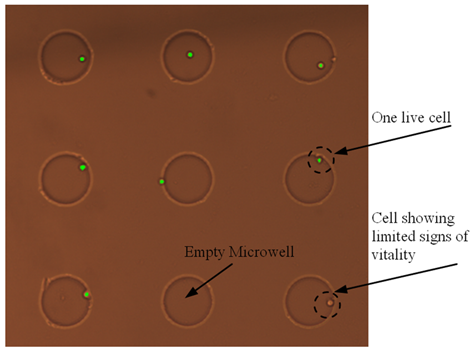 One live cell
Cell showing
limited signs of
vitality
Empty Microwell